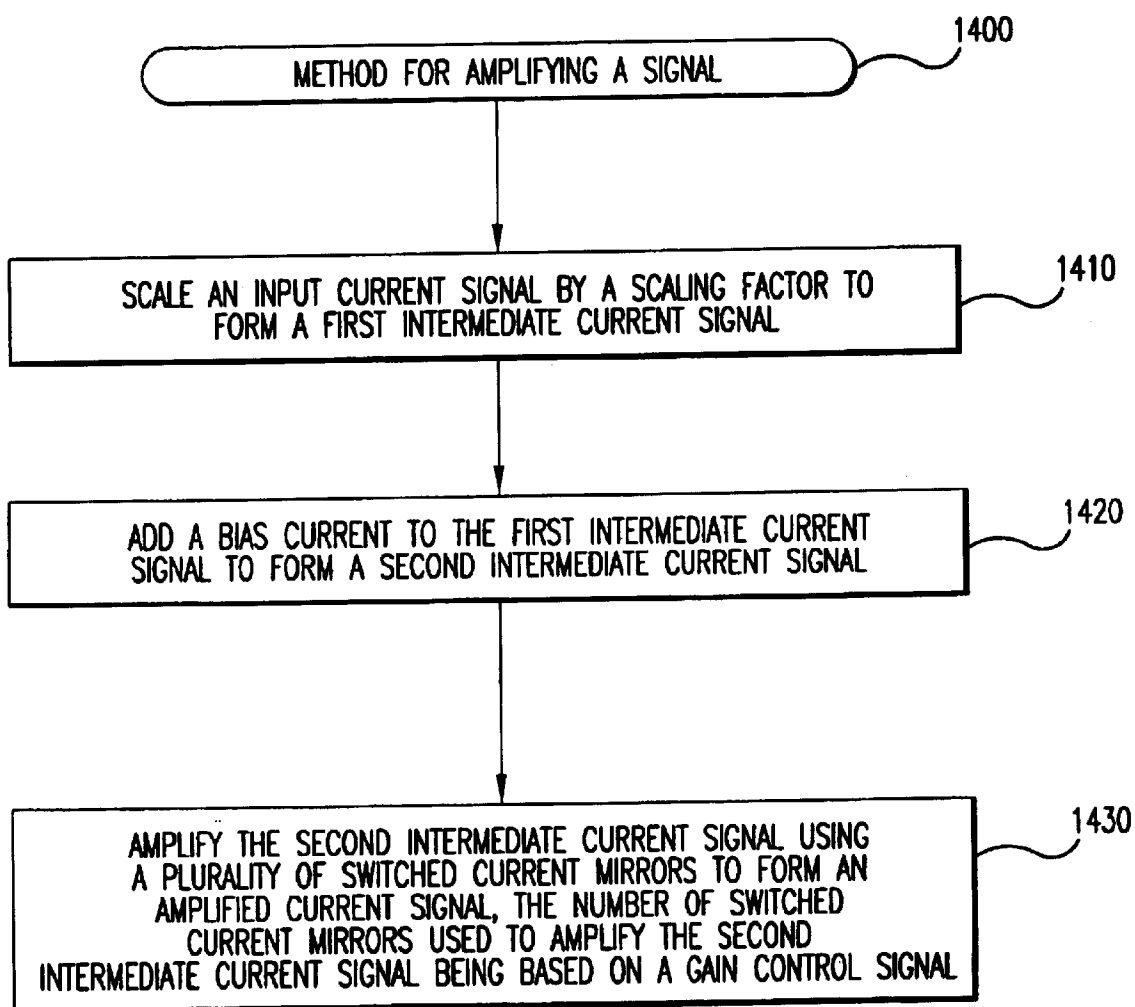 1400
METHOD FOR AMPLIFYING A SIGNAL
SCALE AN INPUT CURRENT SIGNAL BY A SCALING FACTOR TO
FORM A FIRST INTERMEDIATE CURRENT SIGNAL
1410
ADD A BIAS CURRENT TO THE FIRST INTERMEDIATE CURRENT
SIGNAL TO FORM A SECOND INTERMEDIATE CURRENT SIGNAL
1420
AMPLIFY THE SECOND INTERMEDIATE CURRENT SIGNAL USING
A PLURALITY OF SWITCHED CURRENT MIRRORS TO FORM AN
AMPLIFIED CURRENT SIGNAL, THE NUMBER OF SWITCHED
CURRENT MIRRORS USED TO AMPLIFY THE SECOND
INTERMEDIATE CURRENT SIGNAL BEING BASED ON A GAIN CONTROL SIGNAL
1430